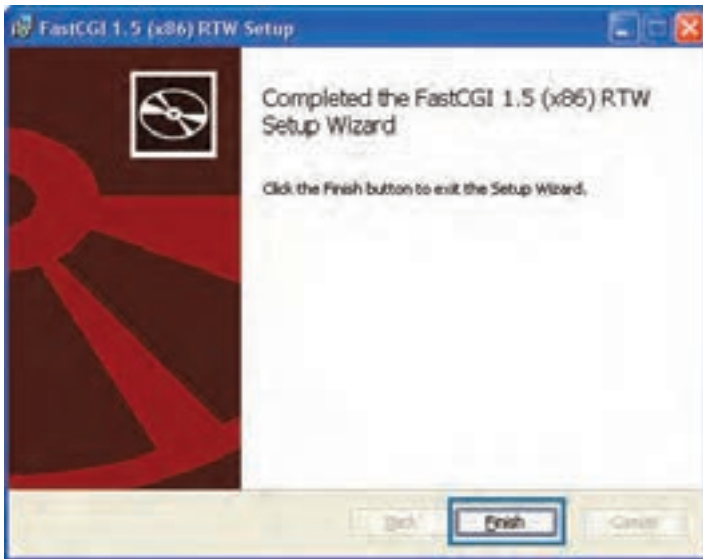 FastCGI 1.5 (x86) RTW Setup
Completed the FastCGI 1.5 (x86) RTW
Setup Wizard
Click the Finish button to exit the Setup Wizard.
Back Finish Cancel